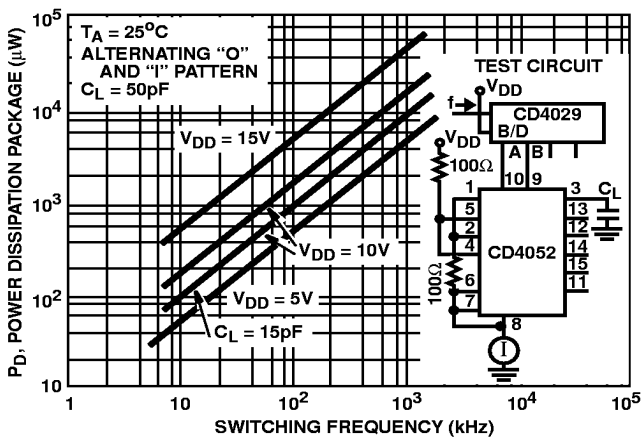 P_D, POWER DISSIPATION PACKAGE (μW)
10⁵
10⁴
10³
10²
10
T_A = 25°C
ALTERNATING “O”
AND “I” PATTERN
C_L = 50pF
V_DD = 15V
V_DD = 10V
V_DD = 5V
C_L = 15pF
TEST CIRCUIT
V_DD
f
CD4029
B/D
A B
V_DD
100Ω
10 9
1
5
2
4
6
7
CD4052
3
13
12
14
15
11
C_L
100Ω
8
I
1
10
10²
10³
10⁴
10⁵
SWITCHING FREQUENCY (kHz)